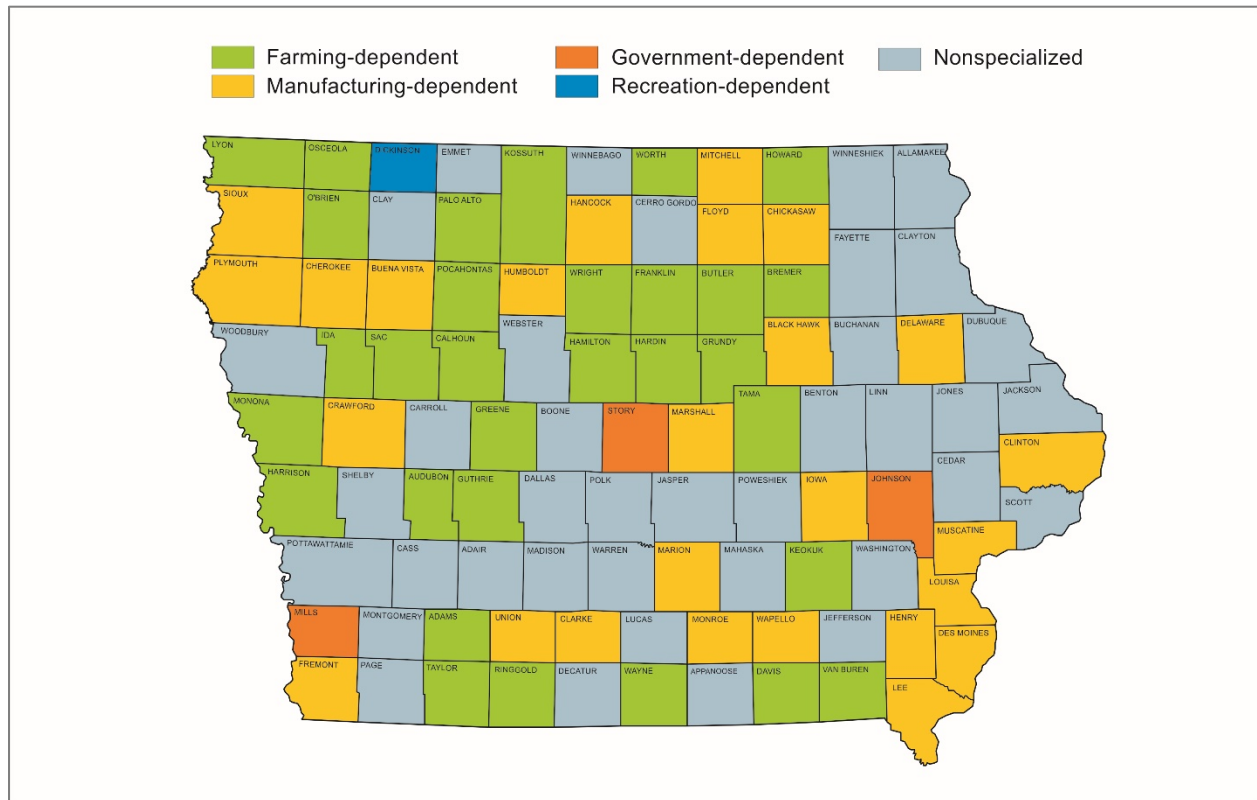 Farming-dependent Government-dependent Nonspecialized
Manufacturing-dependent Recreation-dependent
LYON OSCEOLA DICKINSON EMMET KOSSUTH WINNEBAGO WORTH MITCHELL HOWARD WINNESHIEK ALLAMAKEE
SIOUX O'BRIEN CLAY PALO ALTO HANCOCK CERRO GORDO FLOYD CHICKASAW
FAYETTE CLAYTON
PLYMOUTH CHEROKEE BUENA VISTA POCAHONTAS HUMBOLDT WRIGHT FRANKLIN BUTLER BREMER
WOODBURY IDA SAC CALHOUN WEBSTER HAMILTON HARDIN GRUNDY BLACK HAWK BUCHANAN DELAWARE DUBUQUE
MONONA CRAWFORD CARROLL GREENE BOONE STORY MARSHALL TAMA BENTON LINN JONES JACKSON
CLINTON
HARRISON SHELBY AUDUBON GUTHRIE DALLAS POLK JASPER POWESHIEK IOWA JOHNSON CEDAR SCOTT
MUSCATINE
POTTAWATTAMIE CASS ADAIR MADISON WARREN MARION MAHASKA KEOKUK WASHINGTON
LOUISA
MILLS MONTGOMERY ADAMS UNION CLARKE LUCAS MONROE WAPELLO JEFFERSON HENRY DES MOINES
FREMONT PAGE TAYLOR RINGGOLD DECATUR WAYNE APPANOOSE DAVIS VAN BUREN LEE